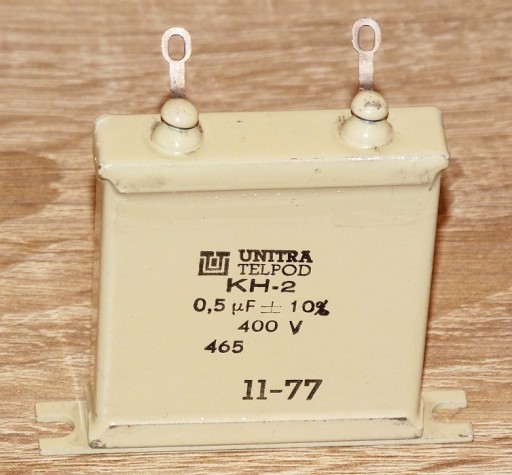 UNITRA
TELPOD
KH-2
0,5 µF ± 10%
400 V
465
11-77